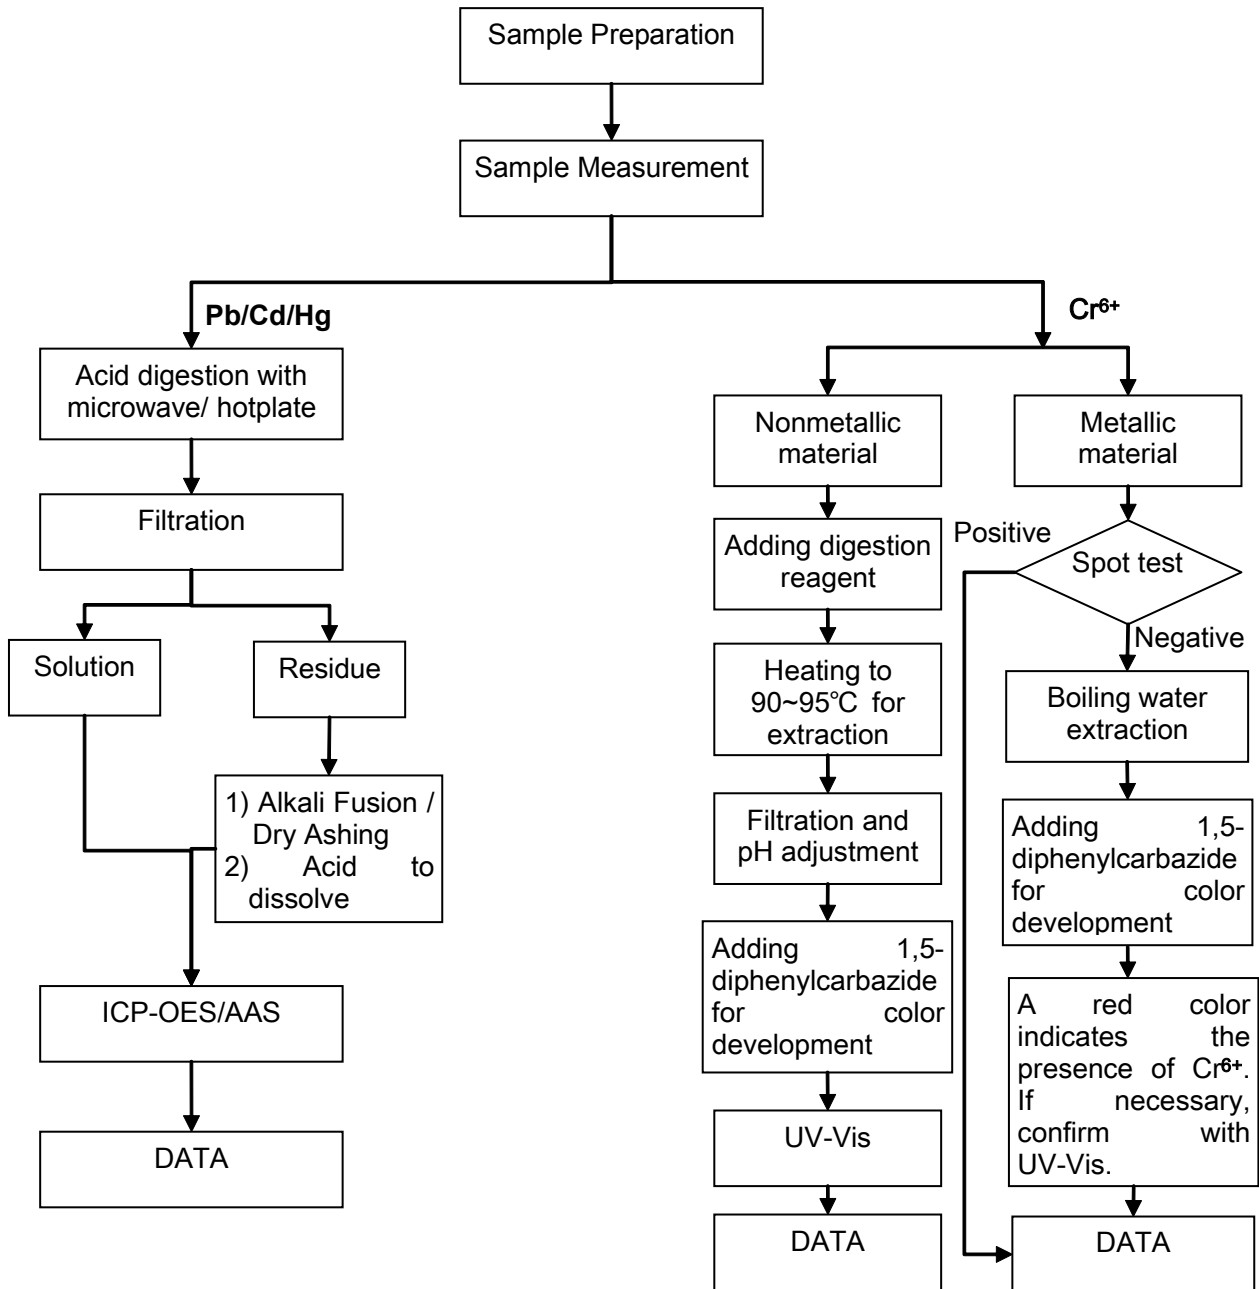 Sample Preparation
Sample Measurement
Pb/Cd/Hg
Acid digestion with
microwave/ hotplate
Filtration
Solution
Residue
1) Alkali Fusion /
Dry Ashing
2) Acid to
dissolve
ICP-OES/AAS
DATA
Cr⁶⁺
Nonmetallic
material
Adding digestion
reagent
Heating to
90~95℃ for
extraction
Filtration and
pH adjustment
Adding 1,5-
diphenylcarbazide
for color
development
UV-Vis
DATA
Metallic
material
Positive
Spot test
Negative
Boiling water
extraction
Adding 1,5-
diphenylcarbazide
for color
development
A red color
indicates the
presence of Cr⁶⁺.
If necessary,
confirm with
UV-Vis.
DATA